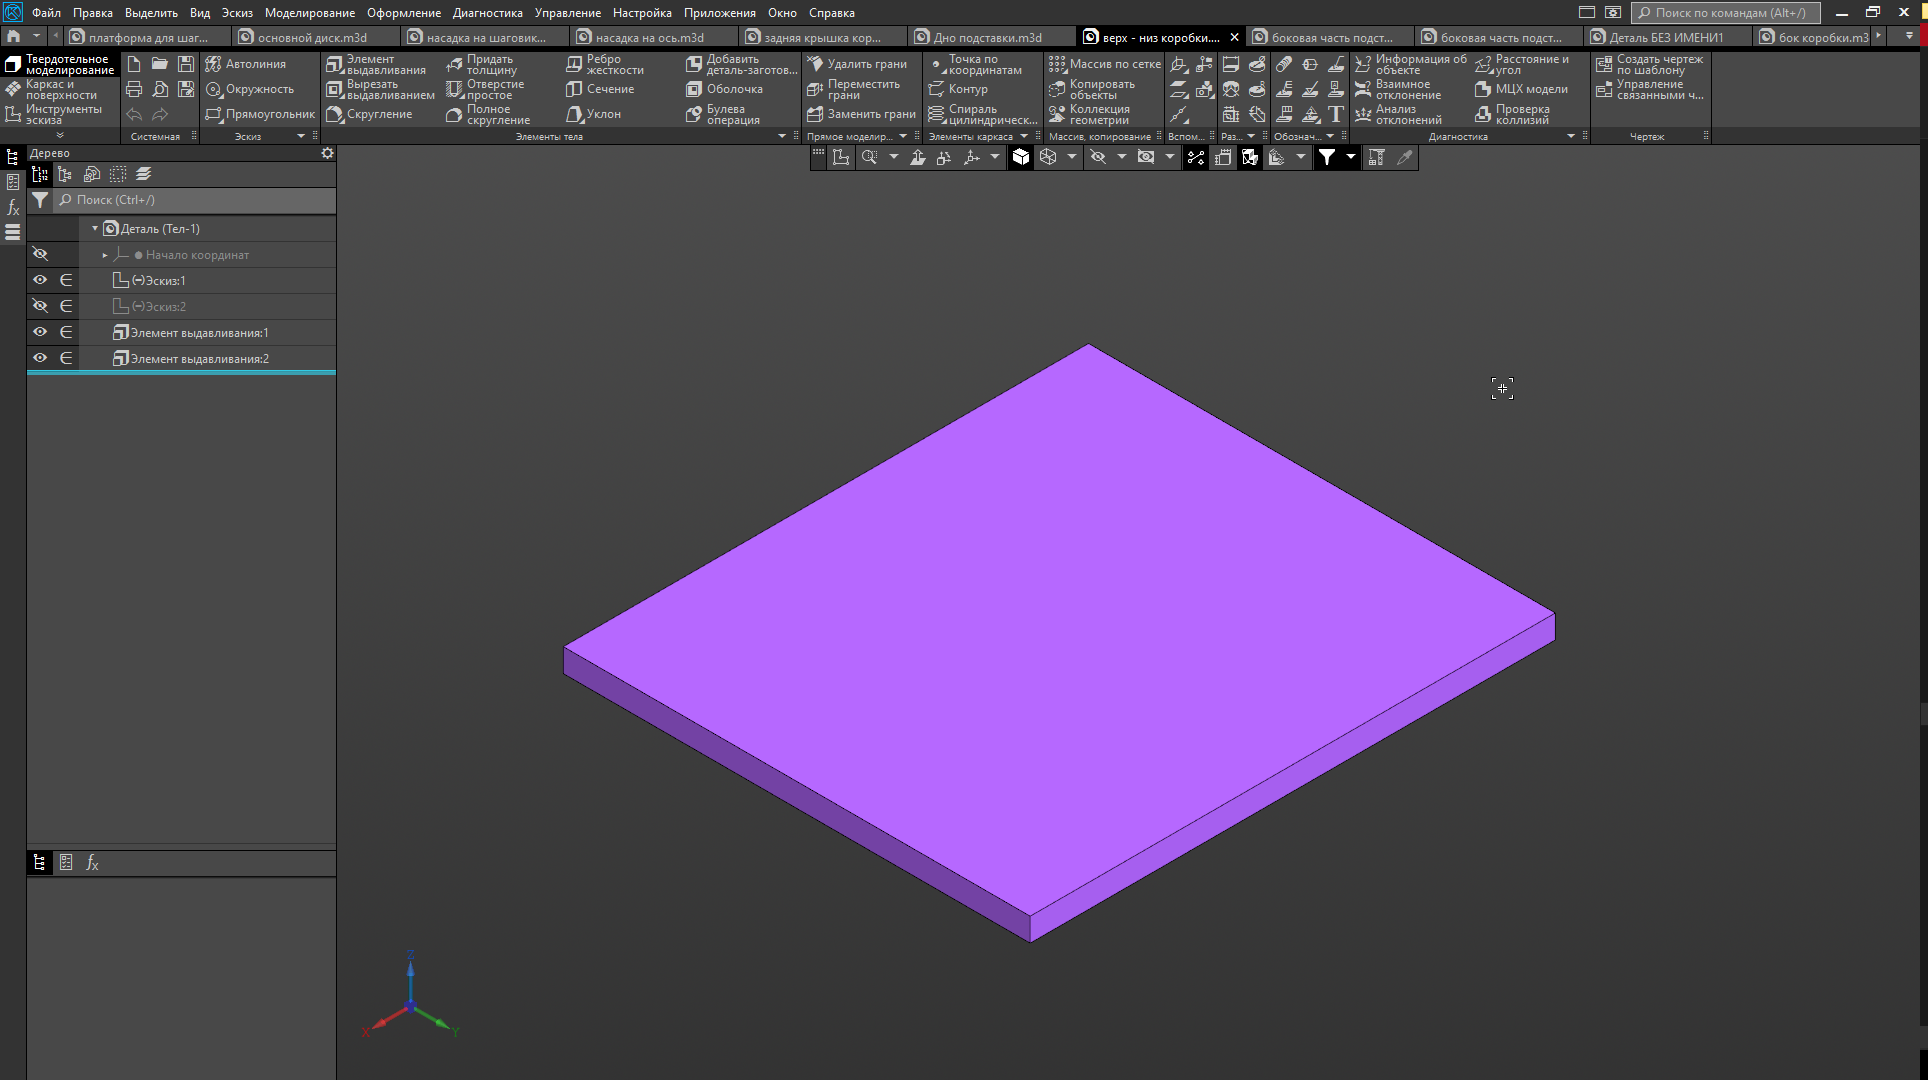 Файл Правка Выделить Вид Эскиз Моделирование Оформление Диагностика Управление Настройка Приложения Окно Справка Поиск по командам (Alt+/)
платформа для шаг... основной диск.m3d насадка на шаговик... насадка на ось.m3d задняя крышка кор... Дно подставки.m3d верх - низ коробки.... боковая часть подст... боковая часть подст... Деталь БЕЗ ИМЕНИ1 бок коробки.m3
Твердотельное моделирование
Каркас и поверхности
Инструменты эскиза
Системная
Автолиния
Окружность
Прямоугольник
Эскиз
Элемент выдавливания
Вырезать выдавливанием
Скругление
Придать толщину
Отверстие простое
Полное скругление
Ребро жесткости
Сечение
Уклон
Добавить деталь-заготов...
Оболочка
Булева операция
Элементы тела
Удалить грани
Переместить грани
Заменить грани
Прямое моделир...
Точка по координатам
Контур
Спираль цилиндрическ...
Элементы каркаса
Массив по сетке
Копировать объекты
Коллекция геометрии
Массив, копирование
Вспом...
Раз...
Обознач...
Информация об объекте
Взаимное отклонение
Анализ отклонений
Расстояние и угол
МЦХ модели
Проверка коллизий
Диагностика
Создать чертеж по шаблону
Управление связанными ч...
Чертеж
Дерево
Поиск (Ctrl+/)
Деталь (Тел-1)
Начало координат
(−)Эскиз:1
(−)Эскиз:2
Элемент выдавливания:1
Элемент выдавливания:2
fx
fx
Z
X
Y